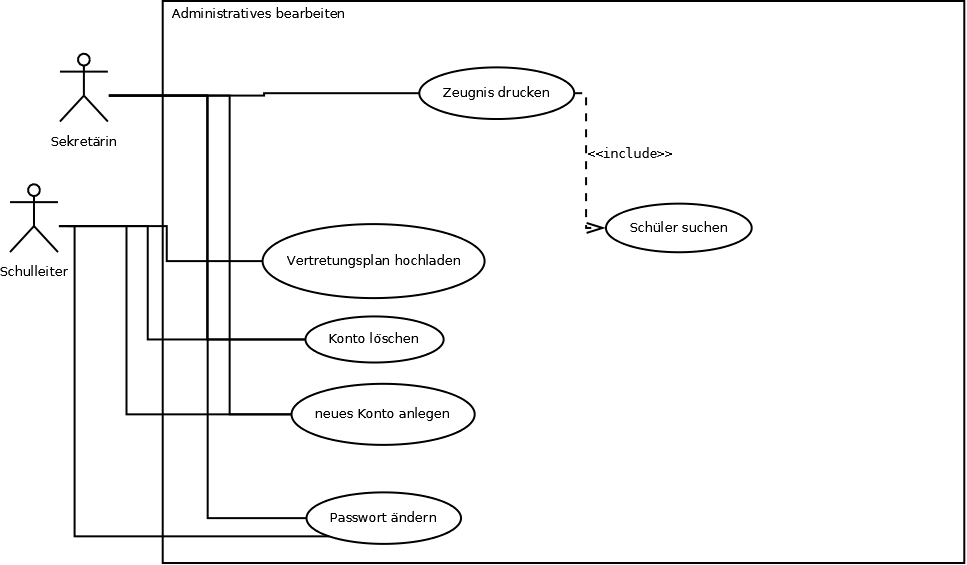 Administratives bearbeiten
Zeugnis drucken
Sekretärin
<<include>>
Schüler suchen
Vertretungsplan hochladen
Schulleiter
Konto löschen
neues Konto anlegen
Passwort ändern